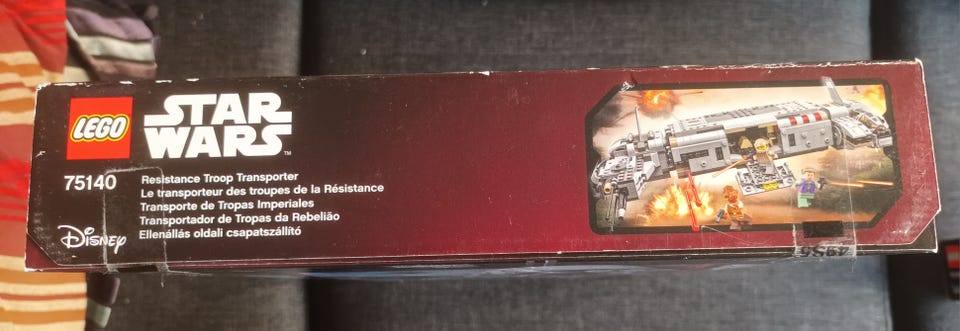 LEGO
STAR
WARS
™
75140
Resistance Troop Transporter
Le transporteur des troupes de la Résistance
Transporte de Tropas Imperiales
Transportador de Tropas da Rebelião
Ellenállás oldali csapatszállító
Disney